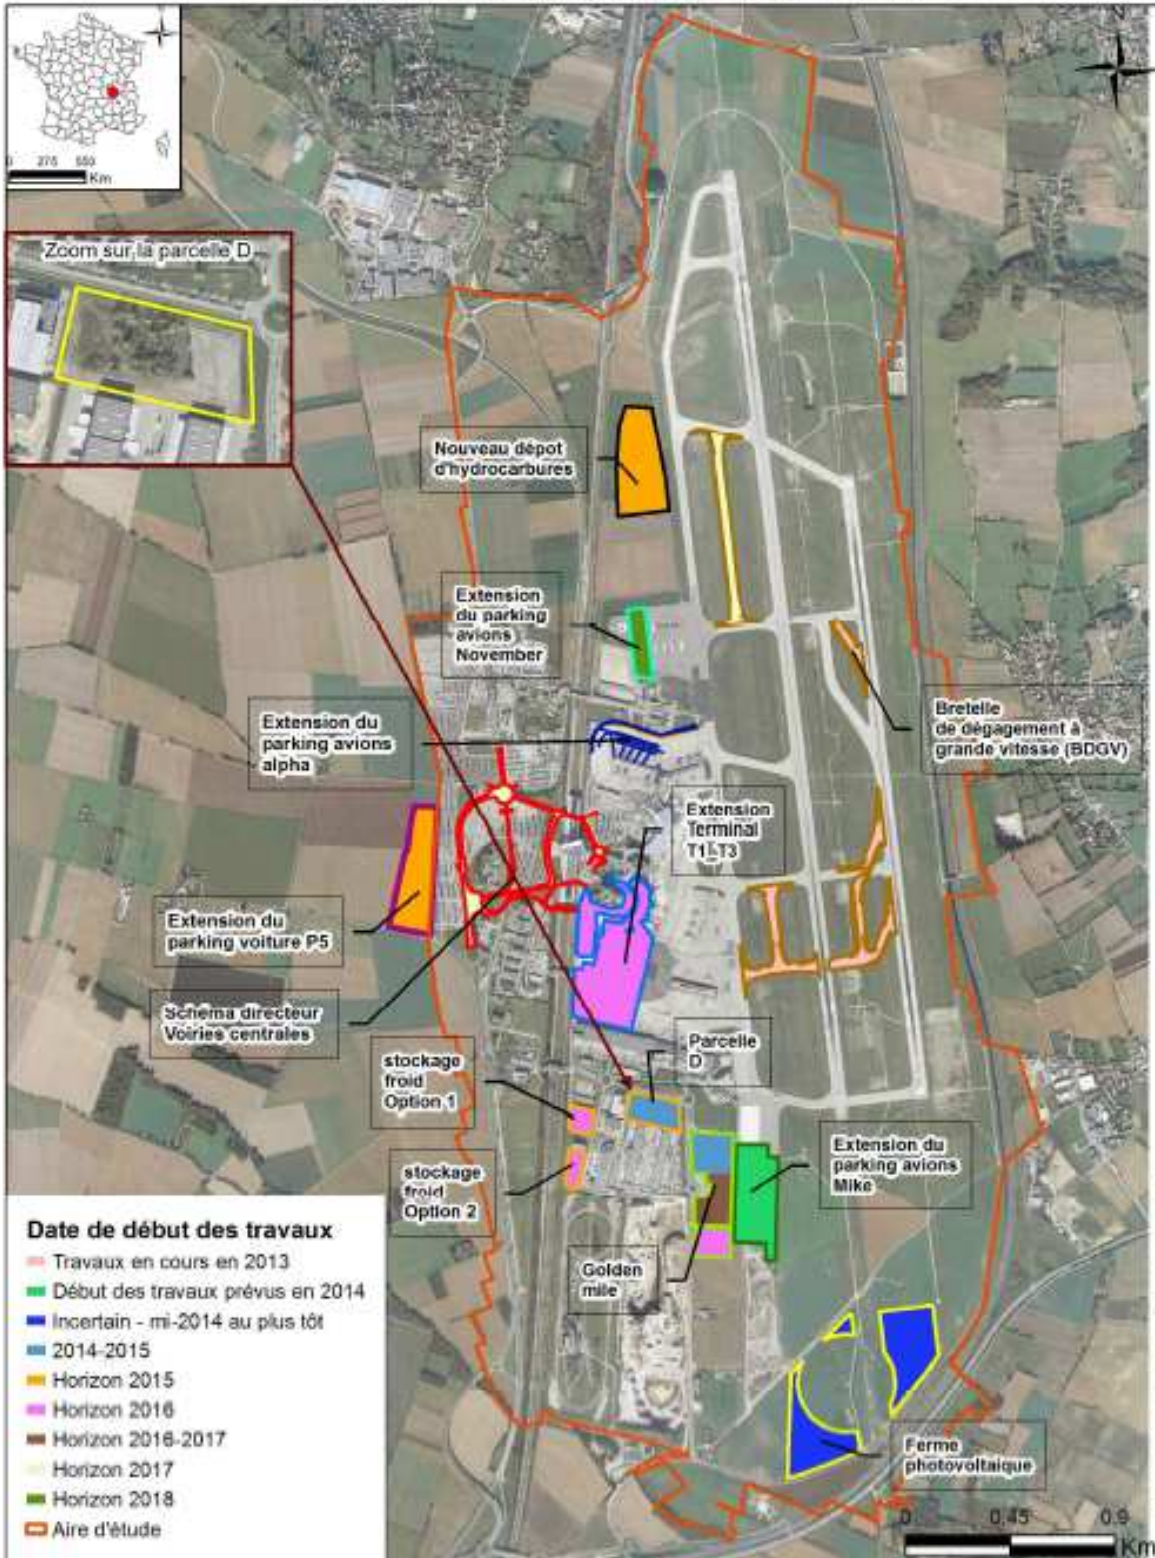 0 275 550
Km
Zoom sur la parcelle D
Nouveau dépot
d'hydrocarbures
Extension
du parking
avions
November
Extension du
parking avions
alpha
Bretelle
de dégagement à
grande vitesse (BDGV)
Extension
Terminal
T1_T3
Extension du
parking voiture P5
Schéma directeur
Voiries centrales
stockage
froid
Option 1
Parcelle
D
Extension du
parking avions
Mike
stockage
froid
Option 2
Golden
mile
Ferme
photovoltaique
Date de début des travaux
Travaux en cours en 2013
Début des travaux prévus en 2014
Incertain - mi-2014 au plus tôt
2014-2015
Horizon 2015
Horizon 2016
Horizon 2016-2017
Horizon 2017
Horizon 2018
Aire d'étude
0 0,45 0,9
Km